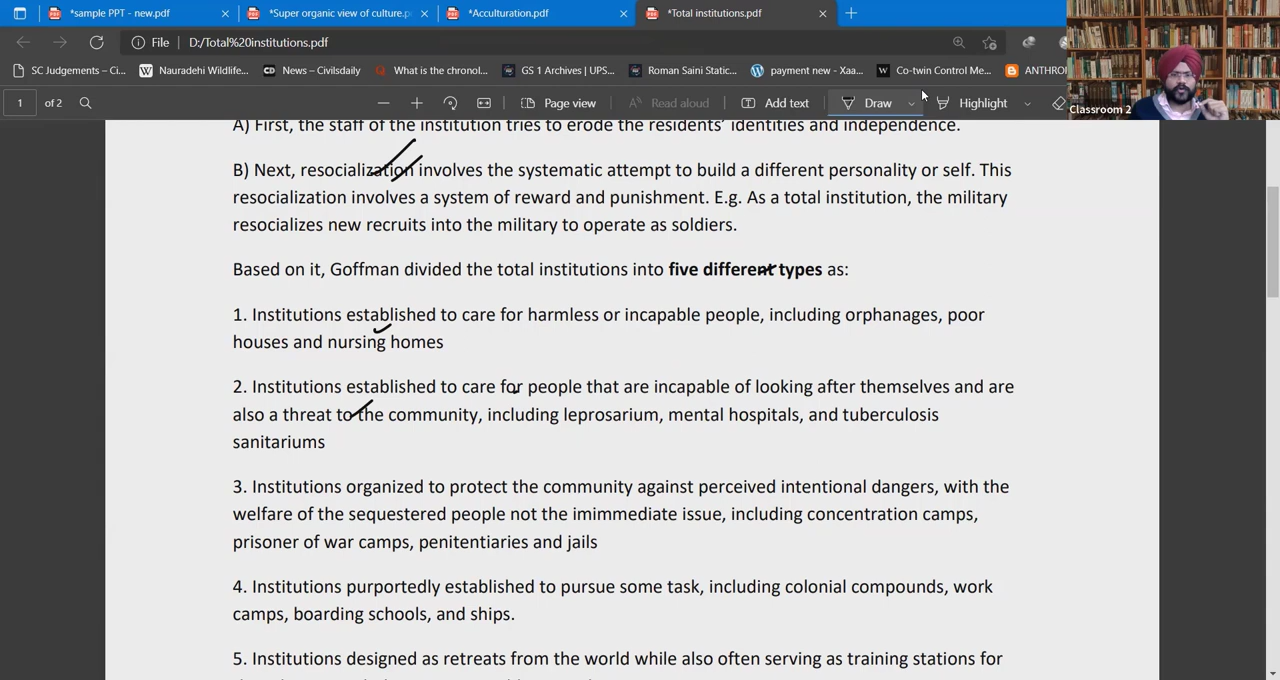 *sample PPT - new.pdf
*Super organic view of culture.p
*Acculturation.pdf
*Total institutions.pdf
File D:/Total%20institutions.pdf
SC Judgements – Ci... Nauradehi Wildlife... News – Civilsdaily What is the chronol... GS 1 Archives | UPS... Roman Saini Static... payment new - Xaa... Co-twin Control Me... ANTHRO
1 of 2 Page view Read aloud Add text Draw Highlight
Classroom 2
A) First, the staff of the institution tries to erode the residents' identities and independence.
B) Next, resocialization involves the systematic attempt to build a different personality or self. This
resocialization involves a system of reward and punishment. E.g. As a total institution, the military
resocializes new recruits into the military to operate as soldiers.
Based on it, Goffman divided the total institutions into five different types as:
1. Institutions established to care for harmless or incapable people, including orphanages, poor
houses and nursing homes
2. Institutions established to care for people that are incapable of looking after themselves and are
also a threat to the community, including leprosarium, mental hospitals, and tuberculosis
sanitariums
3. Institutions organized to protect the community against perceived intentional dangers, with the
welfare of the sequestered people not the imimmediate issue, including concentration camps,
prisoner of war camps, penitentiaries and jails
4. Institutions purportedly established to pursue some task, including colonial compounds, work
camps, boarding schools, and ships.
5. Institutions designed as retreats from the world while also often serving as training stations for